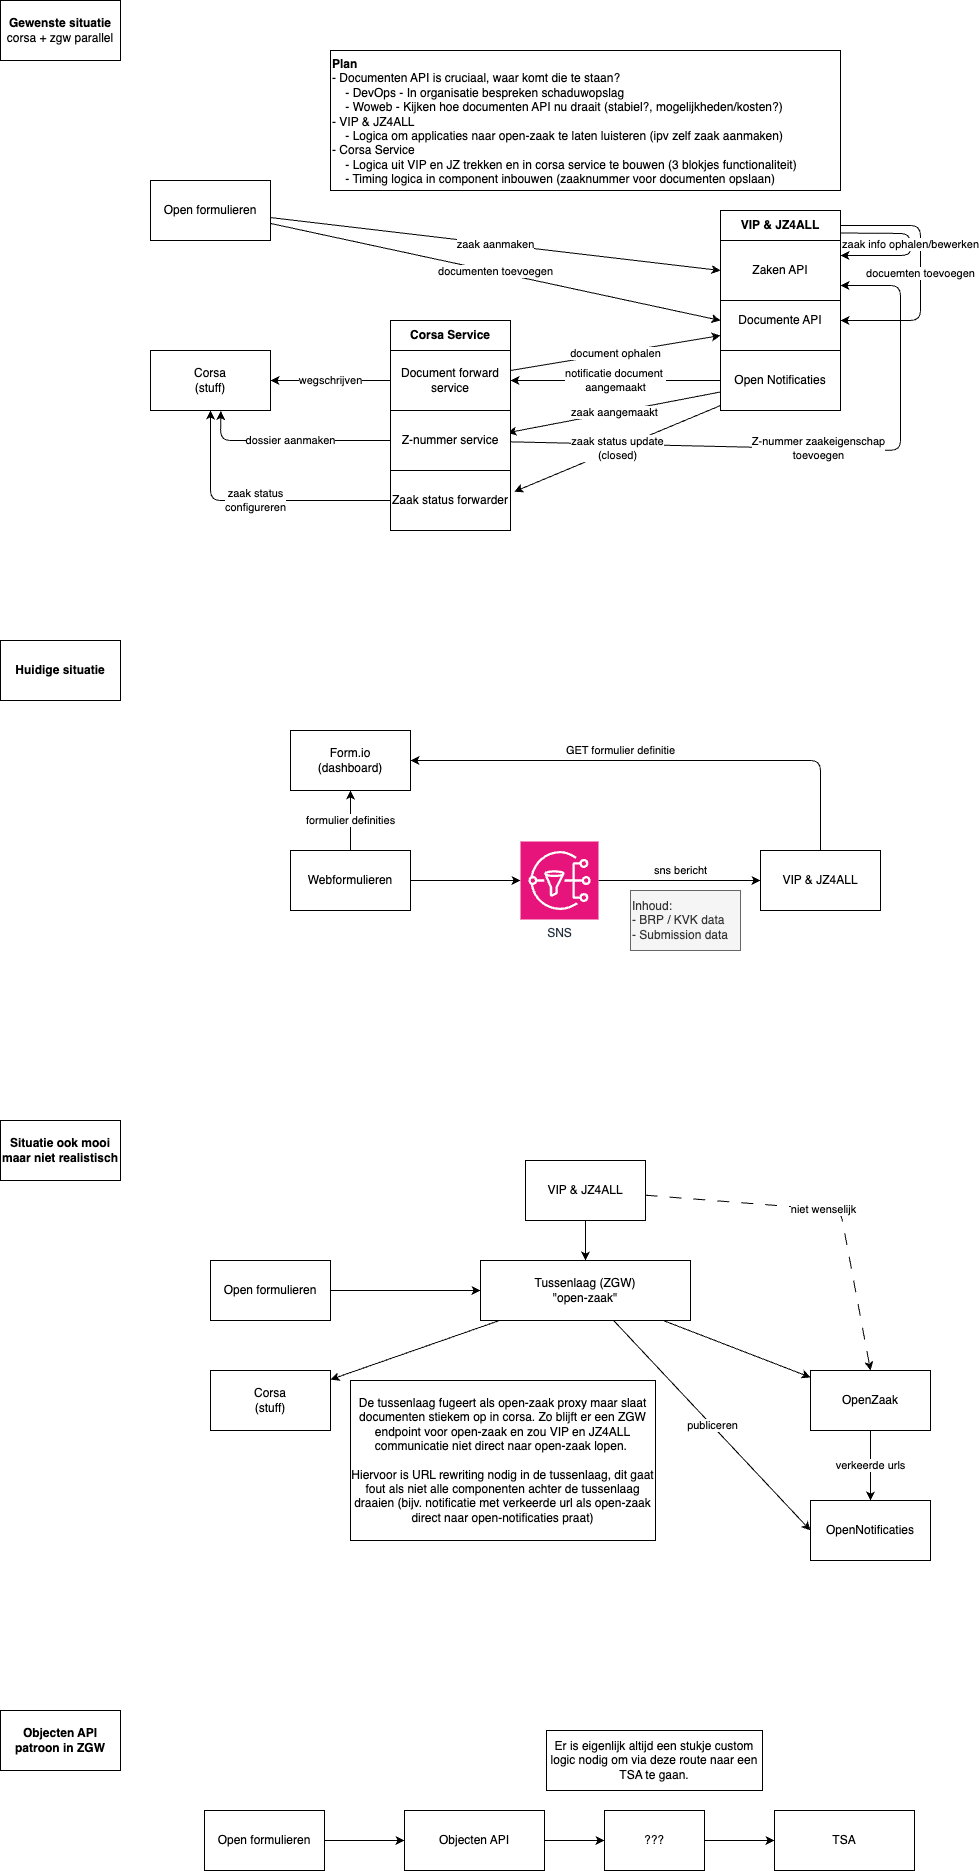 Gewenste situatie
corsa + zgw parallel
Plan
- Documenten API is cruciaal, waar komt die te staan?
- DevOps - In organisatie bespreken schaduwopslag
- Woweb - Kijken hoe documenten API nu draait (stabiel?, mogelijkheden/kosten?)
- VIP & JZ4ALL
- Logica om applicaties naar open-zaak te laten luisteren (ipv zelf zaak aanmaken)
- Corsa Service
- Logica uit VIP en JZ trekken en in corsa service te bouwen (3 blokjes functionaliteit)
- Timing logica in component inbouwen (zaaknummer voor documenten opslaan)
Open formulieren
VIP & JZ4ALL
zaak aanmaken
zaak info ophalen/bewerken
documenten toevoegen
Zaken API
docuemten toevoegen
Documente API
Corsa Service
document ophalen
Corsa
(stuff)
wegschrijven
Document forward
service
notificatie document
aangemaakt
Open Notificaties
zaak aangemaakt
dossier aanmaken
Z-nummer service
zaak status update
(closed)
Z-nummer zaakeigenschap
toevoegen
zaak status
configureren
Zaak status forwarder
Huidige situatie
Form.io
(dashboard)
GET formulier definitie
formulier definities
Webformulieren
SNS
sns bericht
VIP & JZ4ALL
Inhoud:
- BRP / KVK data
- Submission data
Situatie ook mooi
maar niet realistisch
VIP & JZ4ALL
niet wenselijk
Open formulieren
Tussenlaag (ZGW)
"open-zaak"
Corsa
(stuff)
De tussenlaag fugeert als open-zaak proxy maar slaat
documenten stiekem op in corsa. Zo blijft er een ZGW
endpoint voor open-zaak en zou VIP en JZ4ALL
communicatie niet direct naar open-zaak lopen.
Hiervoor is URL rewriting nodig in de tussenlaag, dit gaat
fout als niet alle componenten achter de tussenlaag
draaien (bijv. notificatie met verkeerde url als open-zaak
direct naar open-notificaties praat)
publiceren
OpenZaak
verkeerde urls
OpenNotificaties
Objecten API
patroon in ZGW
Er is eigenlijk altijd een stukje custom
logic nodig om via deze route naar een
TSA te gaan.
Open formulieren
Objecten API
???
TSA